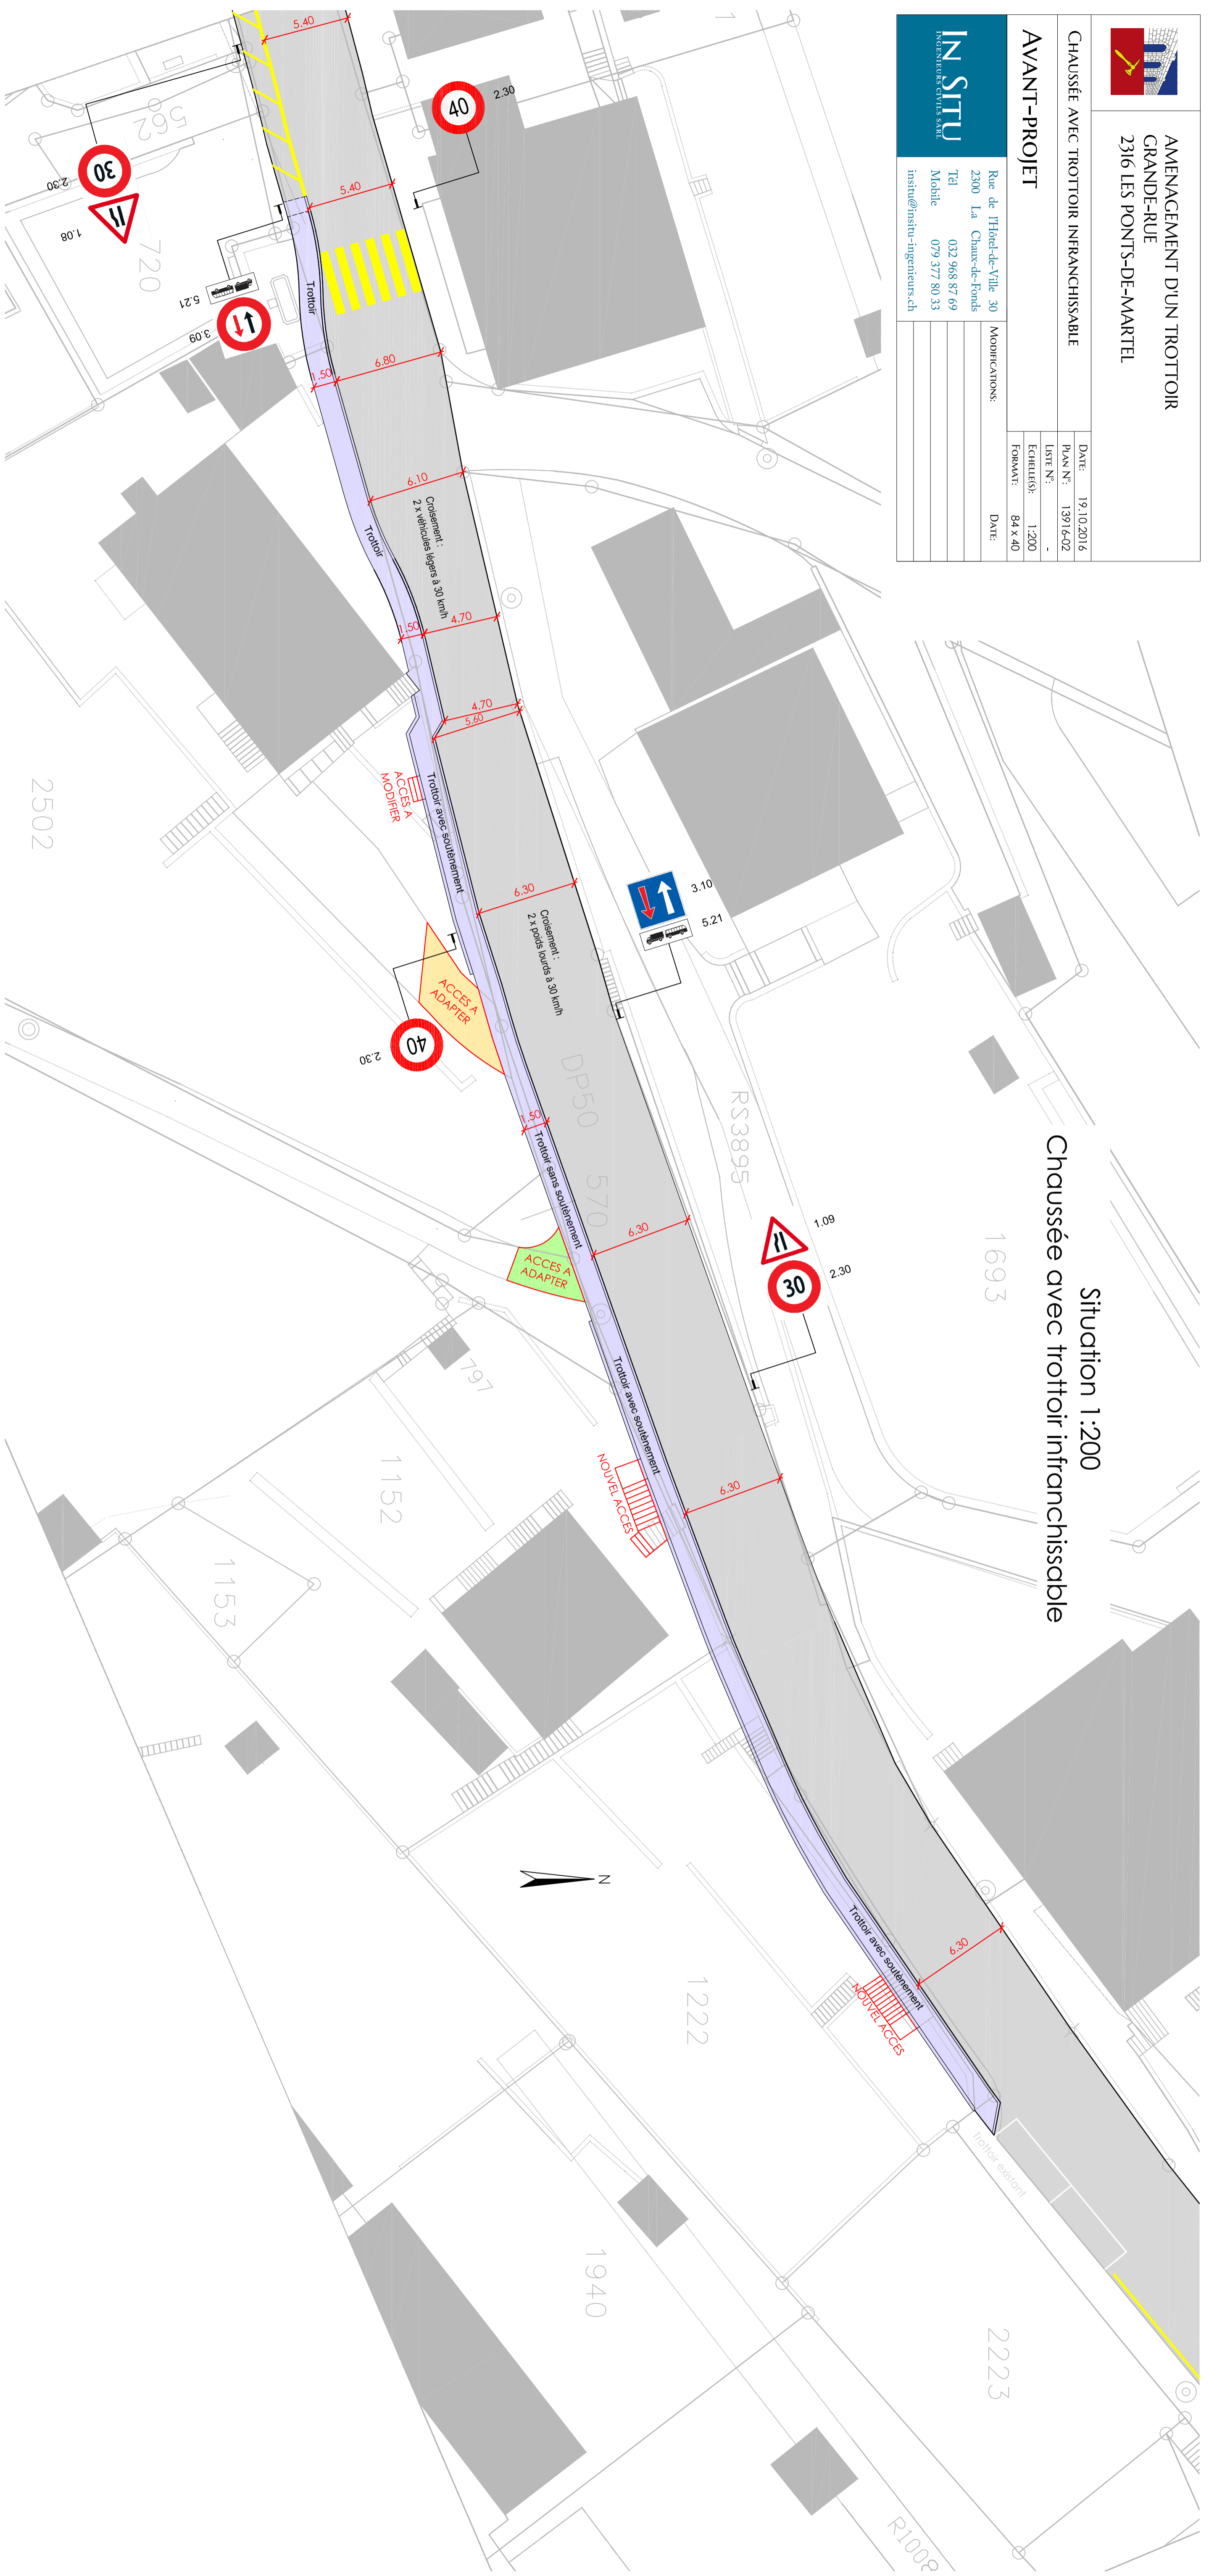 AMENAGEMENT D'UN TROTTOIR
GRANDE-RUE
2316 LES PONTS-DE-MARTEL
CHAUSSÉE AVEC TROTTOIR INFRANCHISSABLE
AVANT-PROJET
DATE: 19.10.2016
PLAN N°: 13916-02
LISTE N°: -
ECHELLE(S): 1:200
FORMAT: 84 x 40
IN SITU
INGENIEURS CIVILS SARL
Rue de l'Hôtel-de-Ville 30
2300 La Chaux-de-Fonds
Tél 032 968 87 69
Mobile 079 377 80 33
insitu@insitu-ingenieurs.ch
MODIFICATIONS: DATE:
Situation 1:200
Chaussée avec trottoir infranchissable
5.40
40
2.30
562
30
2.30
1.08
720
5.21
3.09
5.40
Trottoir
6.80
1.50
6.10
Trottoir
Croisement :
2 x véhicules légers à 30 km/h
4.70
1.50
4.70
5.60
2502
ACCES A
MODIFIER
Trottoir avec soutènement
6.30
Croisement :
2 x poids lourds à 30 km/h
3.10
5.21
ACCES A
ADAPTER
40
2.30
DP50
570
RS3895
1.50
Trottoir sans soutènement
6.30
ACCES A
ADAPTER
1.09
30
2.30
1693
797
1152
1153
Trottoir avec soutènement
NOUVEL ACCES
6.30
N
1222
Trottoir avec soutènement
NOUVEL ACCES
6.30
Trottoir existant
1940
2223
R1008